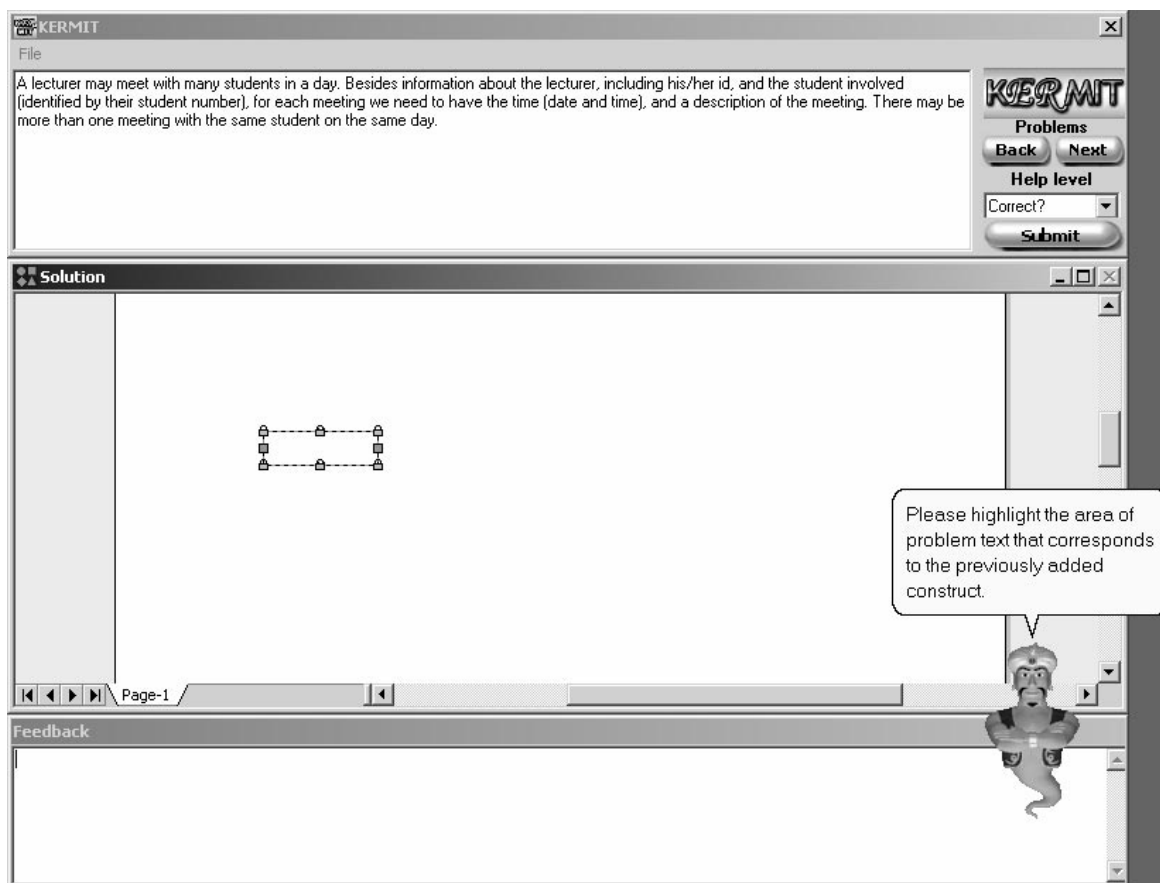 KERMIT
File
A lecturer may meet with many students in a day. Besides information about the lecturer, including his/her id, and the student involved
(identified by their student number), for each meeting we need to have the time (date and time), and a description of the meeting. There may be
more than one meeting with the same student on the same day.
KERMIT
Problems
Back Next
Help level
Correct?
Submit
Solution
Please highlight the area of
problem text that corresponds
to the previously added
construct.
Page-1
Feedback